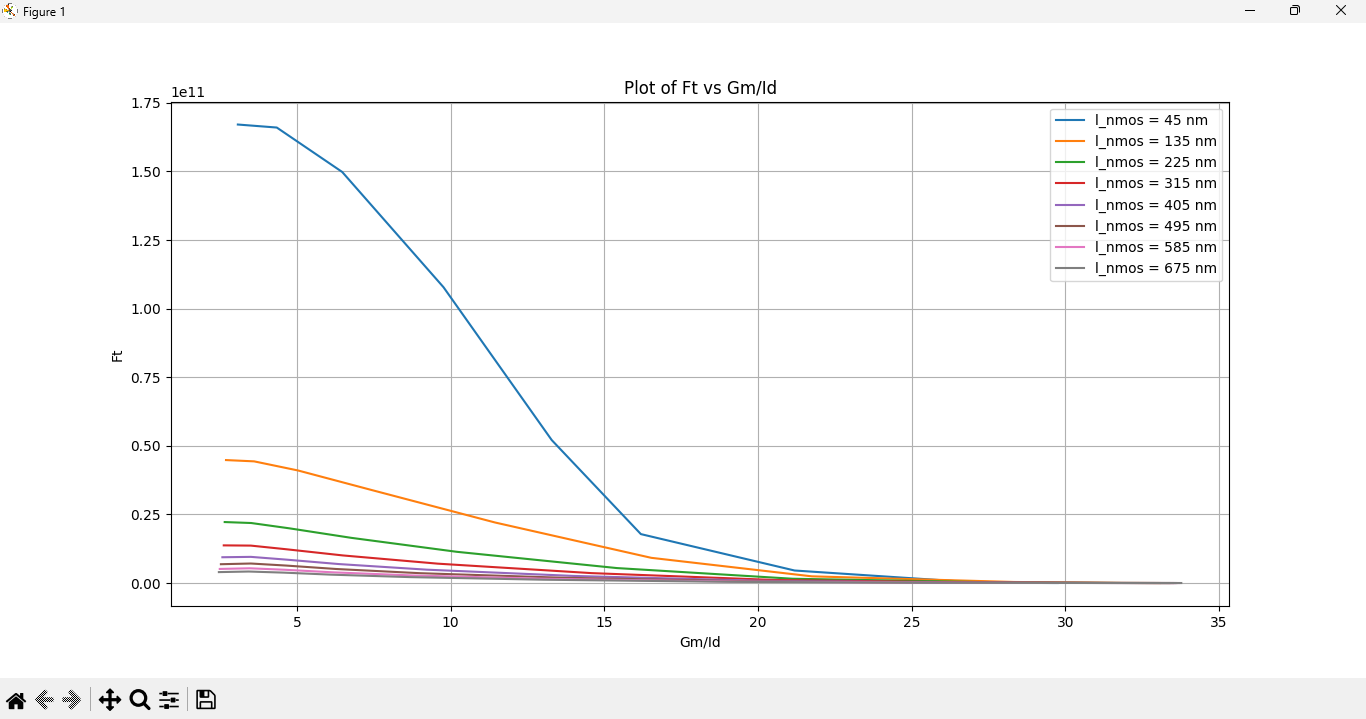 Figure 1
Plot of Ft vs Gm/Id
1e11
1.75
1.50
1.25
1.00
0.75
0.50
0.25
0.00
Ft
l_nmos = 45 nm
l_nmos = 135 nm
l_nmos = 225 nm
l_nmos = 315 nm
l_nmos = 405 nm
l_nmos = 495 nm
l_nmos = 585 nm
l_nmos = 675 nm
5 10 15 20 25 30 35
Gm/Id